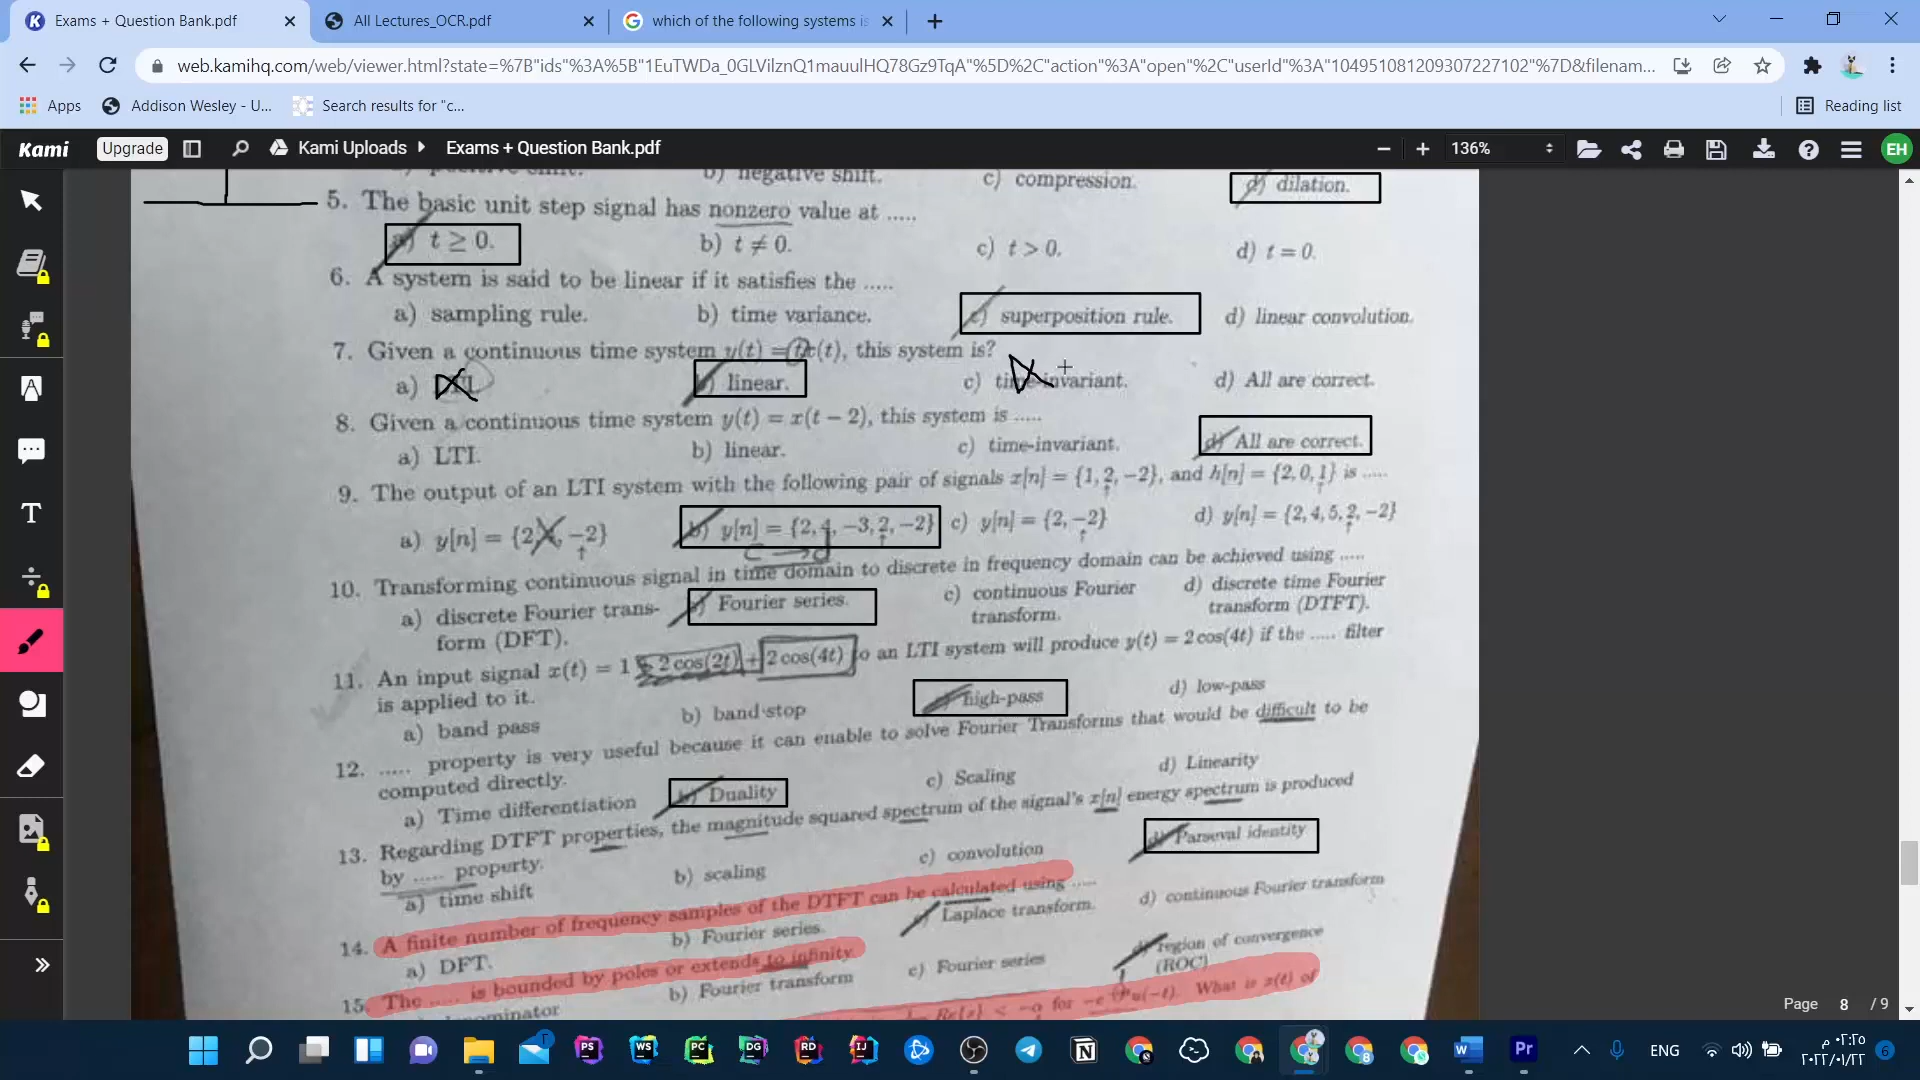 Exams + Question Bank.pdf
All Lectures_OCR.pdf
which of the following systems is
web.kamihq.com/web/viewer.html?state=%7B"ids"%3A%5B"1EuTWDa_0GLVilznQ1mauulHQ78Gz9TqA"%5D%2C"action"%3A"open"%2C"userId"%3A"104951081209307227102"%7D&filenam...
Apps
Addison Wesley - U...
Search results for "c...
Reading list
Kami
Upgrade
Kami Uploads
Exams + Question Bank.pdf
136%
EH
b) negative shift. c) compression. d) dilation.
5. The basic unit step signal has nonzero value at .....
a) t ≥ 0. b) t ≠ 0. c) t > 0. d) t = 0.
6. A system is said to be linear if it satisfies the .....
a) sampling rule. b) time variance. c) superposition rule. d) linear convolution.
7. Given a continuous time system y(t) = tx(t), this system is?
a) b) linear. c) time-invariant. d) All are correct.
8. Given a continuous time system y(t) = x(t − 2), this system is .....
a) LTI. b) linear. c) time-invariant. d) All are correct.
9. The output of an LTI system with the following pair of signals x[n] = {1, 2, −2}, and h[n] = {2, 0, 1} is .....
a) y[n] = {2, −2} b) y[n] = {2, 4, −3, 2, −2} c) y[n] = {2, −2} d) y[n] = {2, 4, 5, 2, −2}
C → d
10. Transforming continuous signal in time domain to discrete in frequency domain can be achieved using .....
a) discrete Fourier trans- b) Fourier series. c) continuous Fourier d) discrete time Fourier
form (DFT). transform. transform (DTFT).
11. An input signal x(t) = 1 + 2 cos(2t) + 2 cos(4t) to an LTI system will produce y(t) = 2 cos(4t) if the ..... filter
is applied to it.
a) band pass b) band-stop c) high-pass d) low-pass
12. ..... property is very useful because it can enable to solve Fourier Transforms that would be difficult to be
computed directly.
a) Time differentiation b) Duality c) Scaling d) Linearity
13. Regarding DTFT properties, the magnitude squared spectrum of the signal's x[n] energy spectrum is produced
by ..... property.
a) time shift b) scaling c) convolution d) Parseval identity
14. A finite number of frequency samples of the DTFT can be calculated using .....
a) DFT. b) Fourier series. c) Laplace transform. d) continuous Fourier transform
15. The ..... is bounded by poles or extends to infinity.
b) Fourier transform c) Fourier series d) region of convergence
(ROC)
What is x(t) of
Page 8 / 9
ENG
٠٢:٢٥ م
٢٠٢٢/٠١/٢٢
6